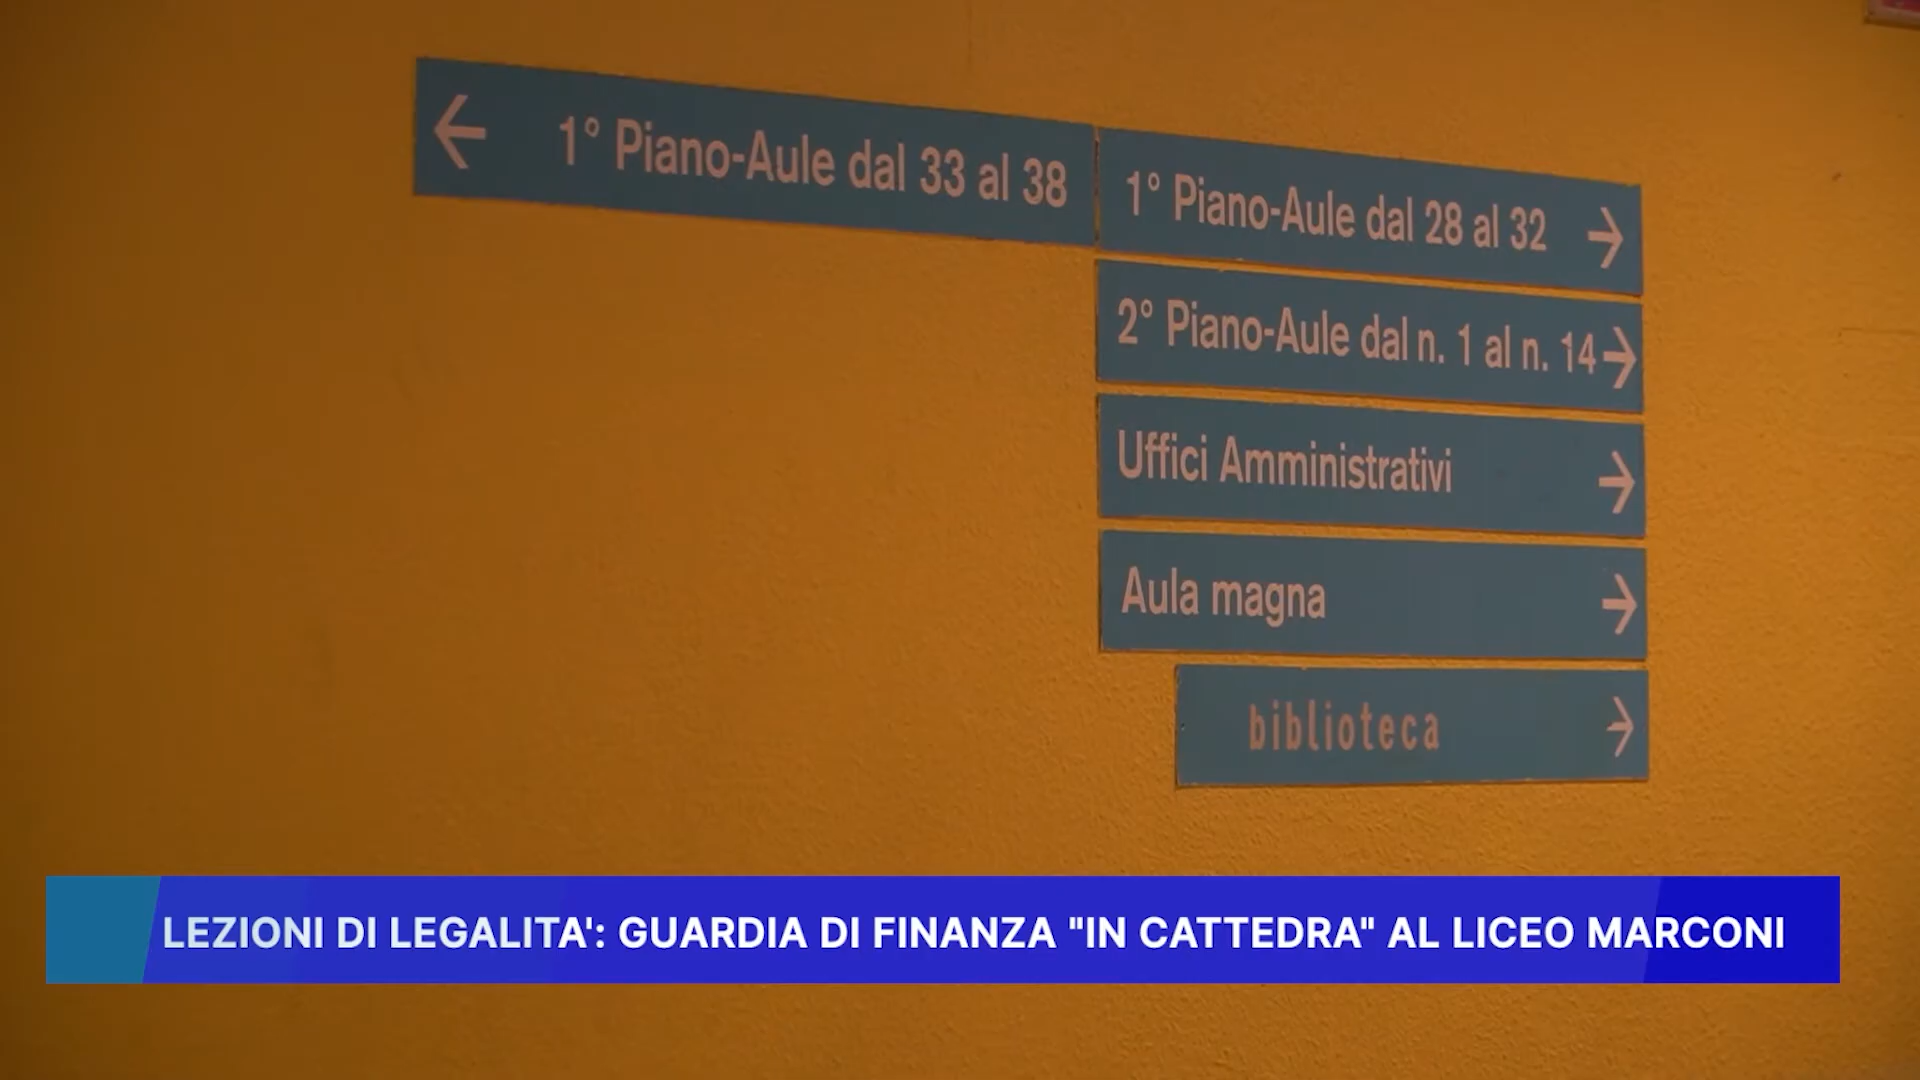 ← 1° Piano-Aule dal 33 al 38
1° Piano-Aule dal 28 al 32 →
2° Piano-Aule dal n. 1 al n. 14 →
Uffici Amministrativi →
Aula magna →
biblioteca →
LEZIONI DI LEGALITA': GUARDIA DI FINANZA "IN CATTEDRA" AL LICEO MARCONI